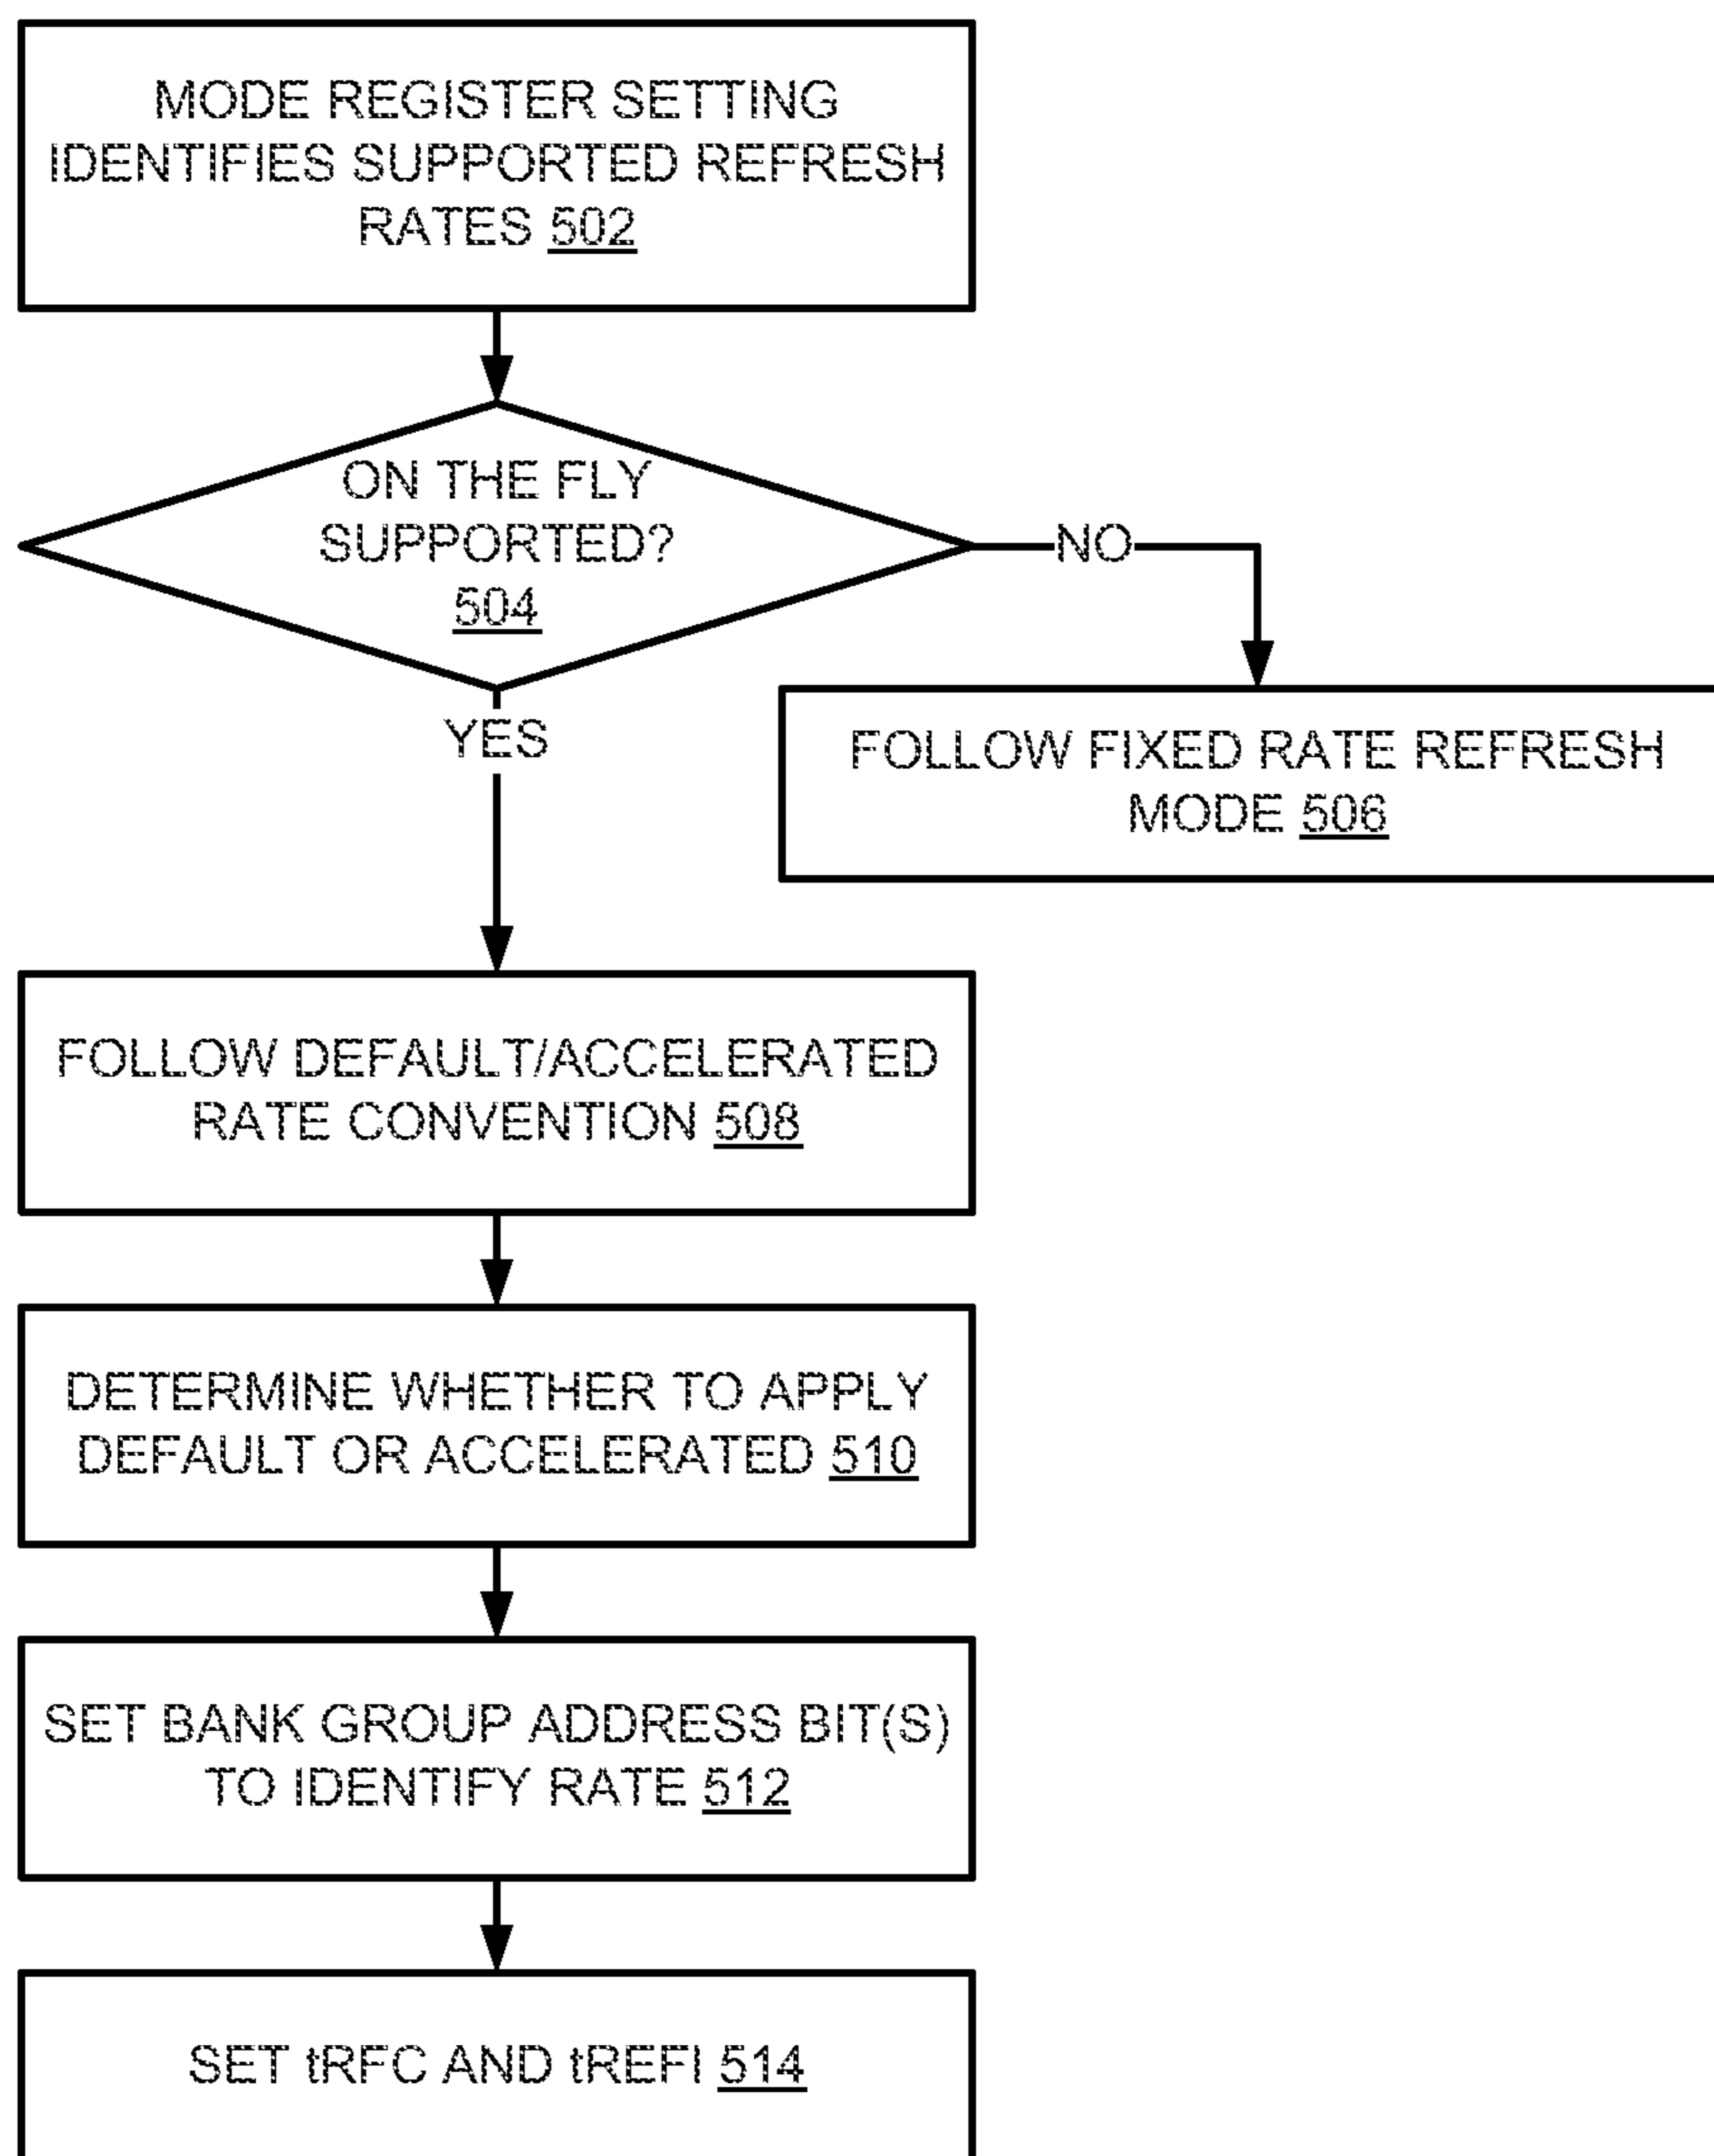 MODE REGISTER SETTING
IDENTIFIES SUPPORTED REFRESH
RATES 502
ON THE FLY
SUPPORTED?
504
NO
YES
FOLLOW FIXED RATE REFRESH
MODE 506
FOLLOW DEFAULT/ACCELERATED
RATE CONVENTION 508
DETERMINE WHETHER TO APPLY
DEFAULT OR ACCELERATED 510
SET BANK GROUP ADDRESS BIT(S)
TO IDENTIFY RATE 512
SET tRFC AND tREFI 514